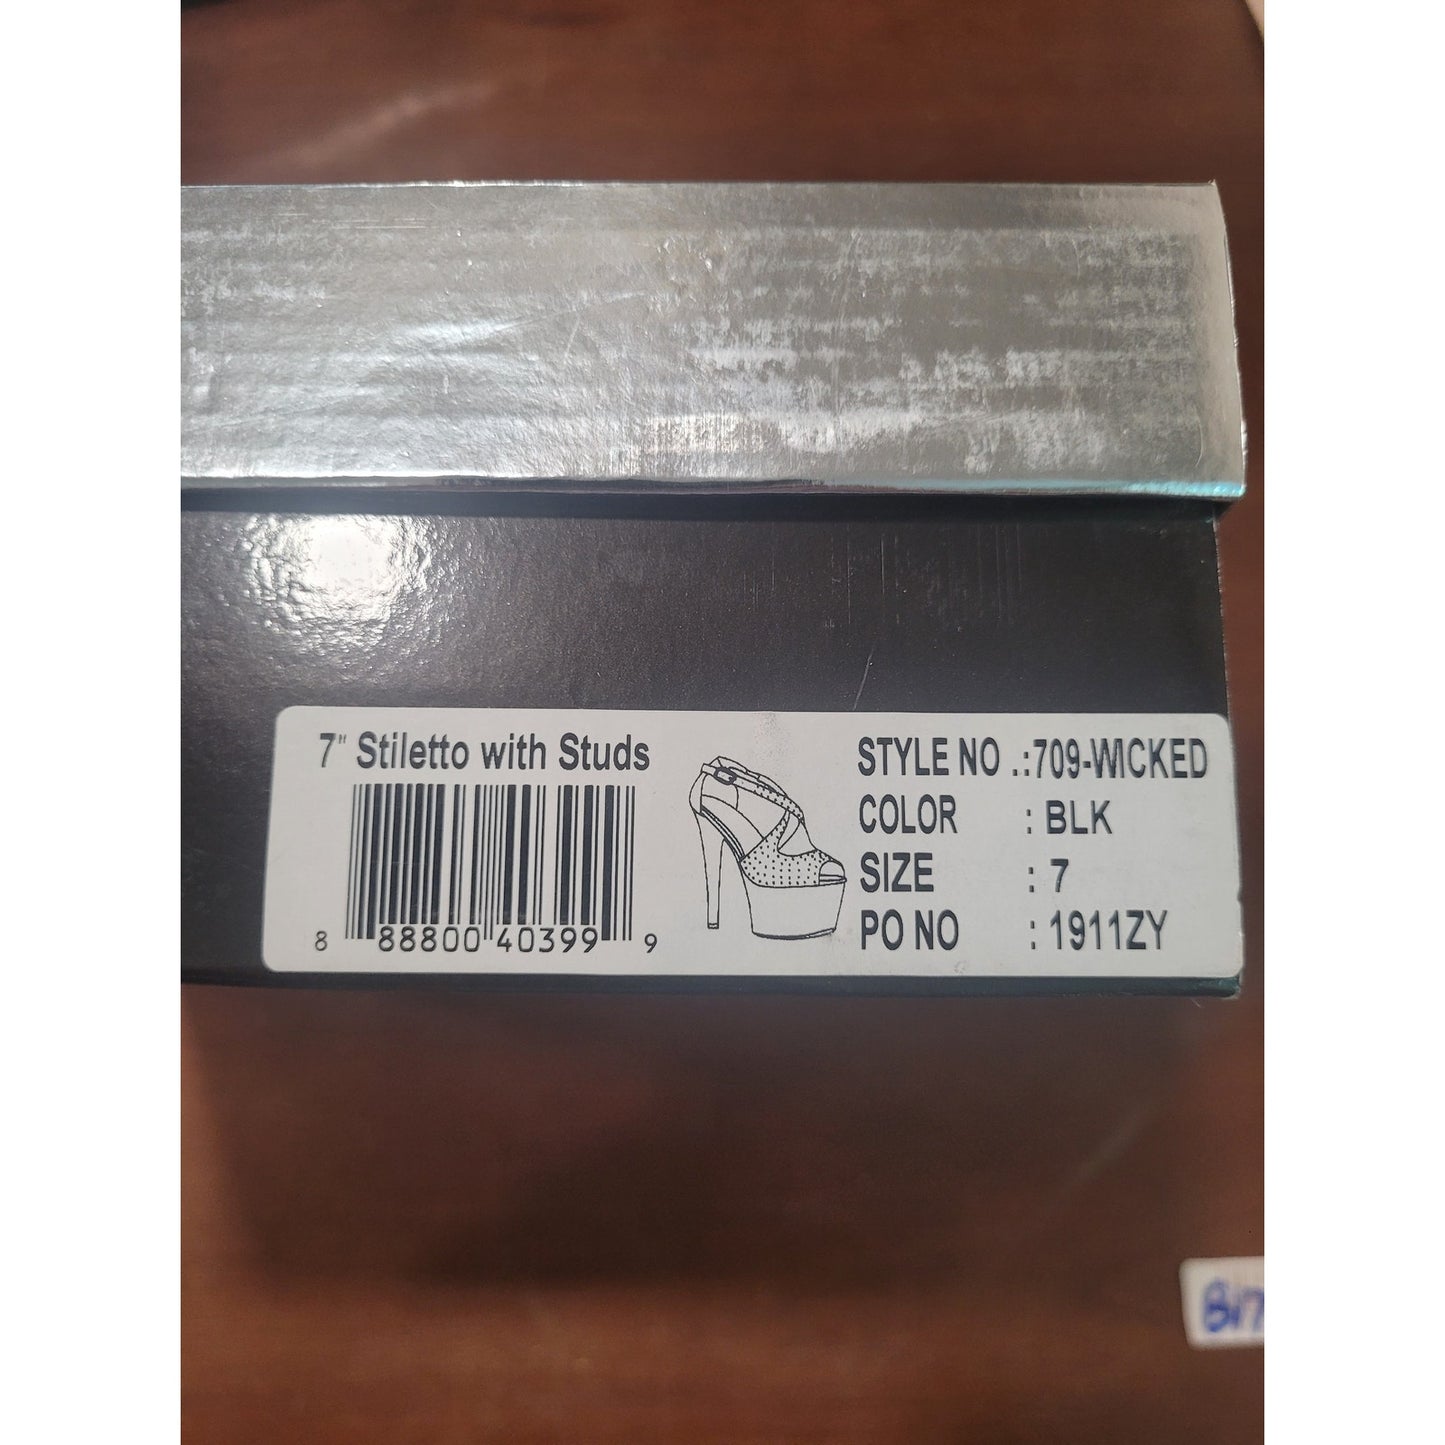 7" Stiletto with Studs
8 88800 40399 9
STYLE NO .:709-WICKED
COLOR : BLK
SIZE : 7
PO NO : 1911ZY